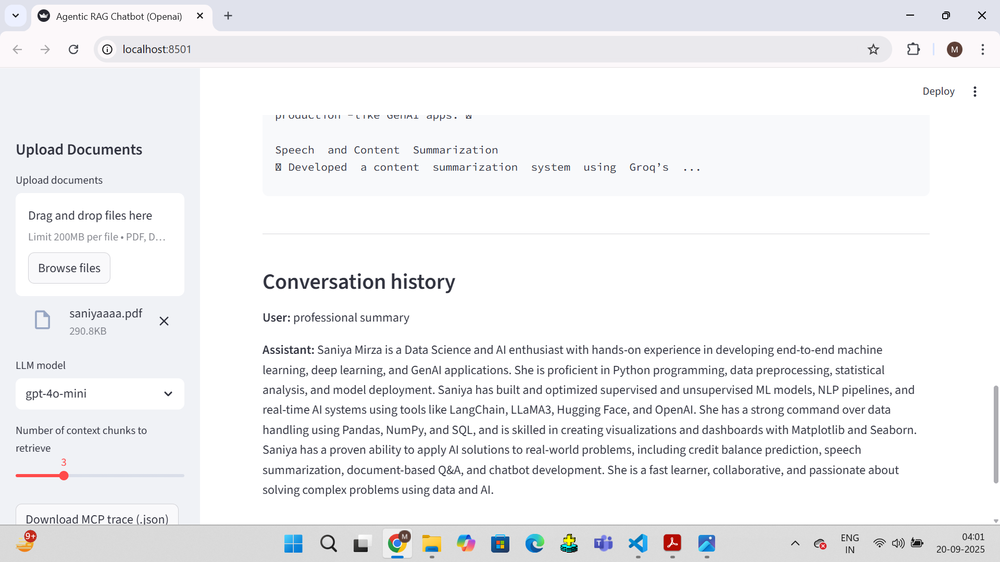 Agentic RAG Chatbot (Openai)
localhost:8501
M
Deploy
Upload Documents
Upload documents
Drag and drop files here
Limit 200MB per file • PDF, D...
Browse files
saniyaaaa.pdf
290.8KB
LLM model
gpt-4o-mini
Number of context chunks to
retrieve
3
Download MCP trace (.json)
production -like GenAI apps.
Speech and Content Summarization
Developed a content summarization system using Groq’s ...
Conversation history
User: professional summary
Assistant: Saniya Mirza is a Data Science and AI enthusiast with hands-on experience in developing end-to-end machine
learning, deep learning, and GenAI applications. She is proficient in Python programming, data preprocessing, statistical
analysis, and model deployment. Saniya has built and optimized supervised and unsupervised ML models, NLP pipelines, and
real-time AI systems using tools like LangChain, LLaMA3, Hugging Face, and OpenAI. She has a strong command over data
handling using Pandas, NumPy, and SQL, and is skilled in creating visualizations and dashboards with Matplotlib and Seaborn.
Saniya has a proven ability to apply AI solutions to real-world problems, including credit balance prediction, speech
summarization, document-based Q&A, and chatbot development. She is a fast learner, collaborative, and passionate about
solving complex problems using data and AI.
9+
M
ENG
IN
04:01
20-09-2025